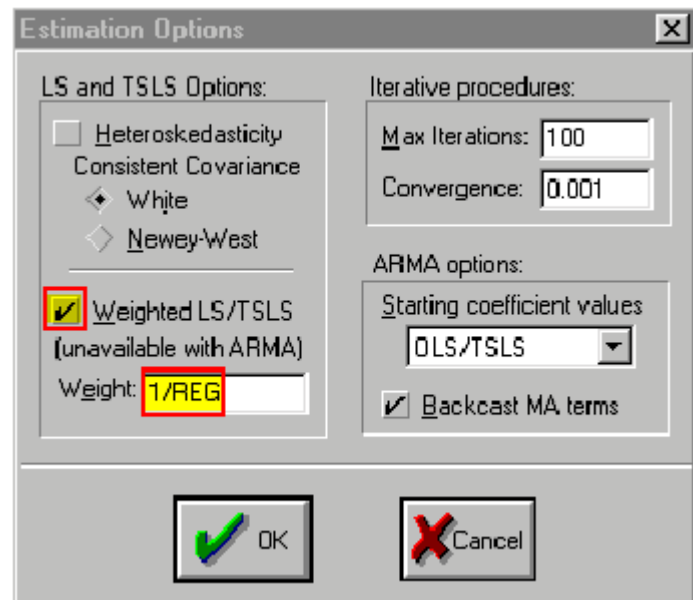 Estimation Options
LS and TSLS Options:
Heteroskedasticity
Consistent Covariance
White
Newey-West
Weighted LS/TSLS
(unavailable with ARMA)
Weight: 1/REG
Iterative procedures:
Max Iterations: 100
Convergence: 0.001
ARMA options:
Starting coefficient values
OLS/TSLS
Backcast MA terms
OK
Cancel